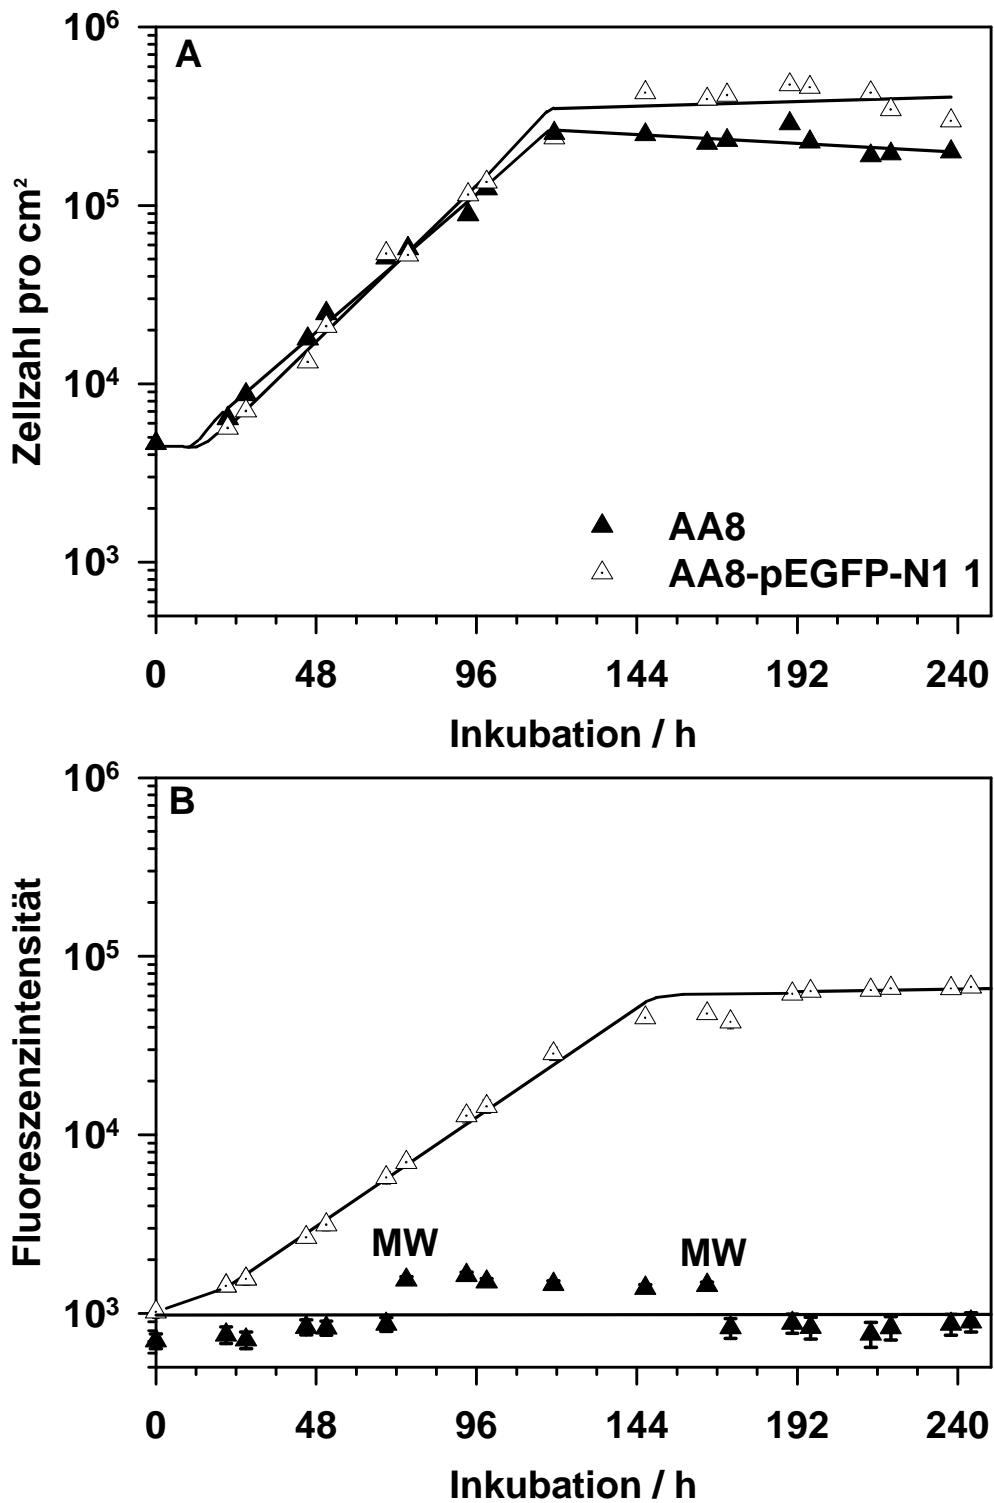 A
10⁶
10⁵
10⁴
10³
Zellzahl pro cm²
AA8
AA8-pEGFP-N1 1
0 48 96 144 192 240
Inkubation / h
B
10⁶
10⁵
10⁴
10³
Fluoreszenzintensität
MW MW
0 48 96 144 192 240
Inkubation / h